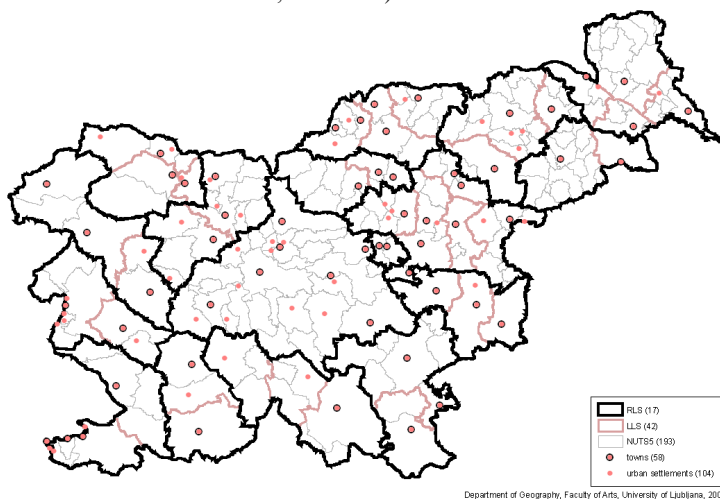 RLS (17)
LLS (42)
NUTS5 (193)
towns (58)
urban settlements (104)
Department of Geography, Faculty of Arts, University of Ljubljana, 200